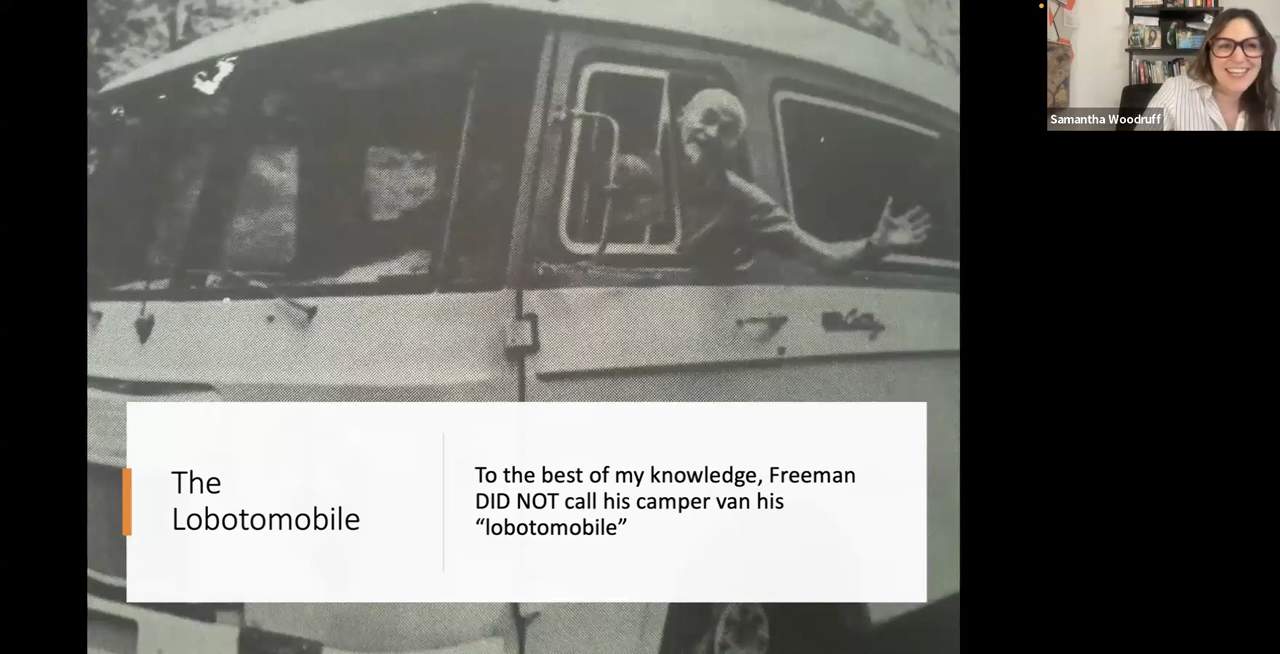 Samantha Woodruff
The
Lobotomobile
To the best of my knowledge, Freeman
DID NOT call his camper van his
“lobotomobile”